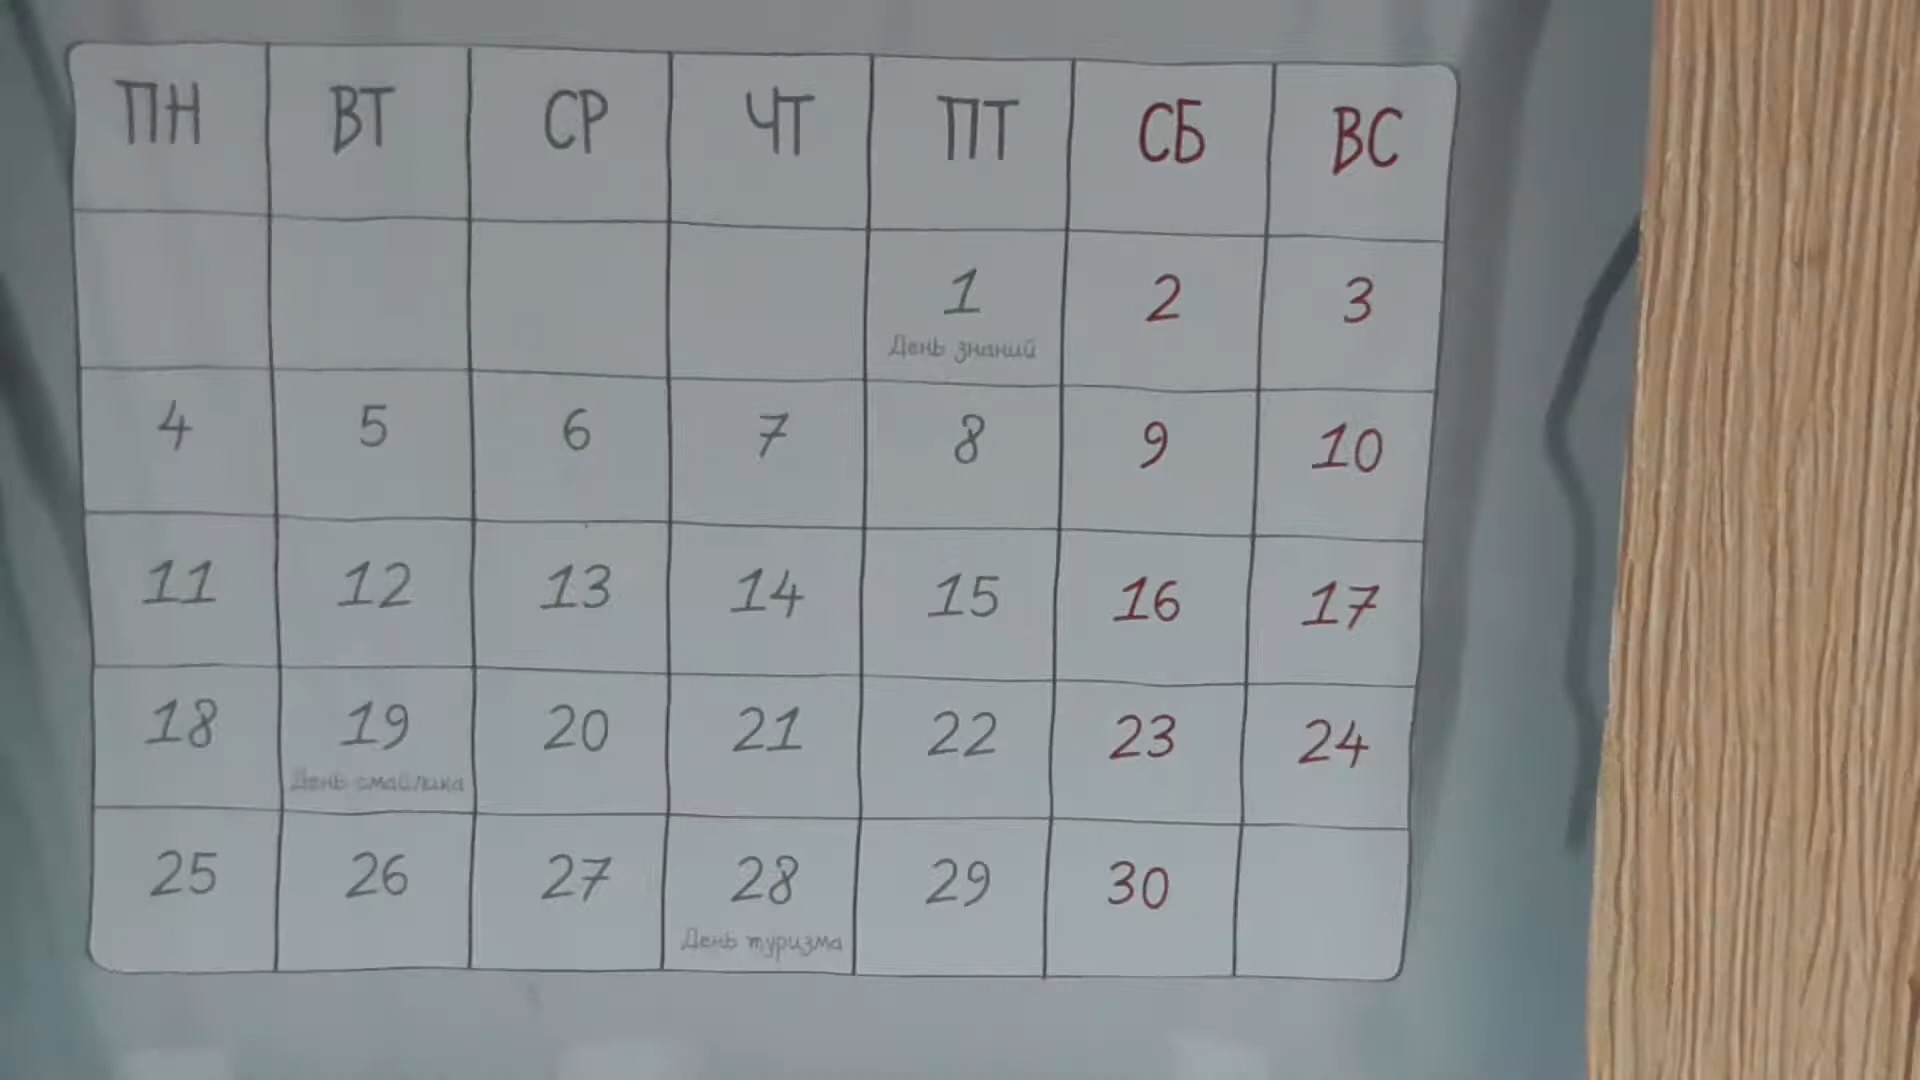 ПН ВТ СР ЧТ ПТ СБ ВС
1 2 3
День знаний
4 5 6 7 8 9 10
11 12 13 14 15 16 17
18 19 20 21 22 23 24
День смайлика
25 26 27 28 29 30
День туризма